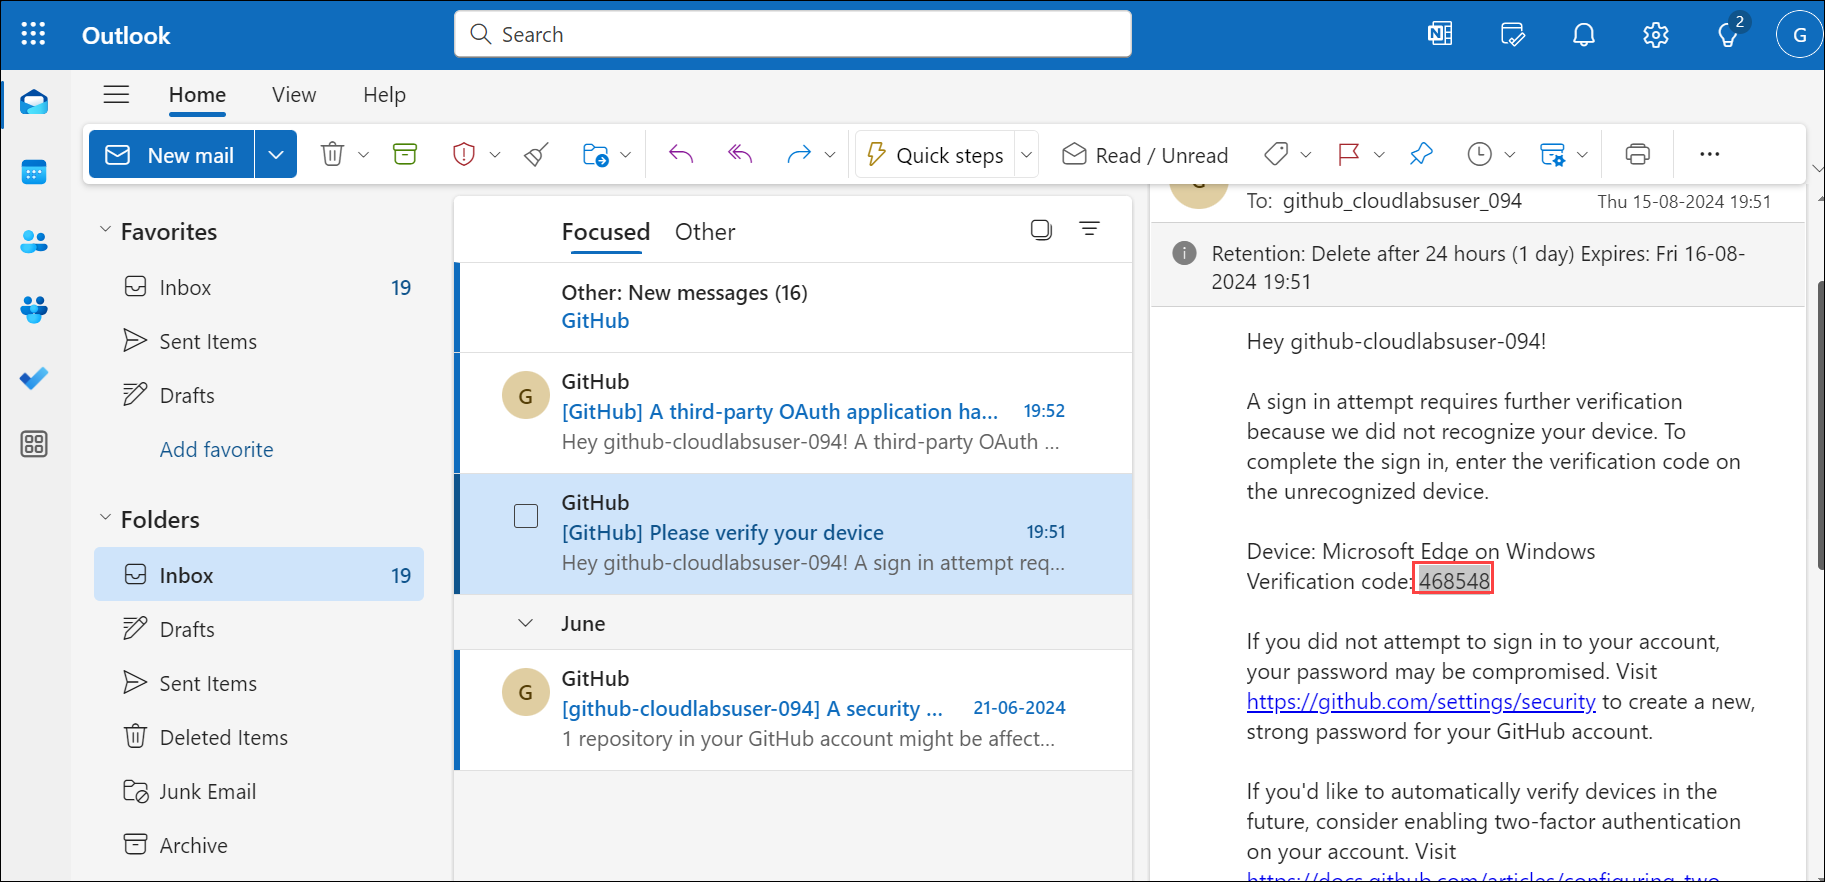 Outlook
Search
2
G
Home
View
Help
New mail
Quick steps
Read / Unread
Favorites
Inbox
19
Sent Items
Drafts
Add favorite
Folders
Inbox
19
Drafts
Sent Items
Deleted Items
Junk Email
Archive
Focused
Other
Other: New messages (16)
GitHub
G
GitHub
[GitHub] A third-party OAuth application ha...
19:52
Hey github-cloudlabsuser-094! A third-party OAuth ...
GitHub
[GitHub] Please verify your device
19:51
Hey github-cloudlabsuser-094! A sign in attempt req...
June
G
GitHub
[github-cloudlabsuser-094] A security ...
21-06-2024
1 repository in your GitHub account might be affect...
To: github_cloudlabsuser_094
Thu 15-08-2024 19:51
Retention: Delete after 24 hours (1 day) Expires: Fri 16-08-
2024 19:51
Hey github-cloudlabsuser-094!
A sign in attempt requires further verification
because we did not recognize your device. To
complete the sign in, enter the verification code on
the unrecognized device.
Device: Microsoft Edge on Windows
Verification code: 468548
If you did not attempt to sign in to your account,
your password may be compromised. Visit
https://github.com/settings/security to create a new,
strong password for your GitHub account.
If you'd like to automatically verify devices in the
future, consider enabling two-factor authentication
on your account. Visit
https://docs.github.com/articles/configuring-two-